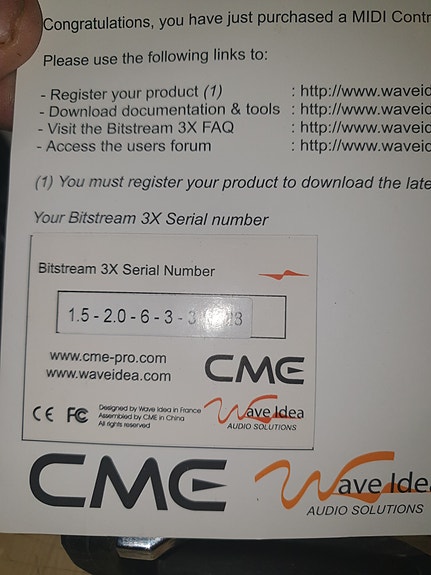 Congratulations, you have just purchased a MIDI Contr
Please use the following links to:
- Register your product (1) : http://www.waveid
- Download documentation & tools : http://www.waveid
- Visit the Bitstream 3X FAQ : http://www.waveid
- Access the users forum : http://www.waveid
(1) You must register your product to download the late
Your Bitstream 3X Serial number
Bitstream 3X Serial Number
1.5 - 2.0 - 6 - 3 - 3
www.cme-pro.com
www.waveidea.com
CME
CE FC
Designed by Wave Idea in France
Assembled by CME in China
All rights reserved
Wave Idea
AUDIO SOLUTIONS
CME
Wave Idea
AUDIO SOLUTIONS